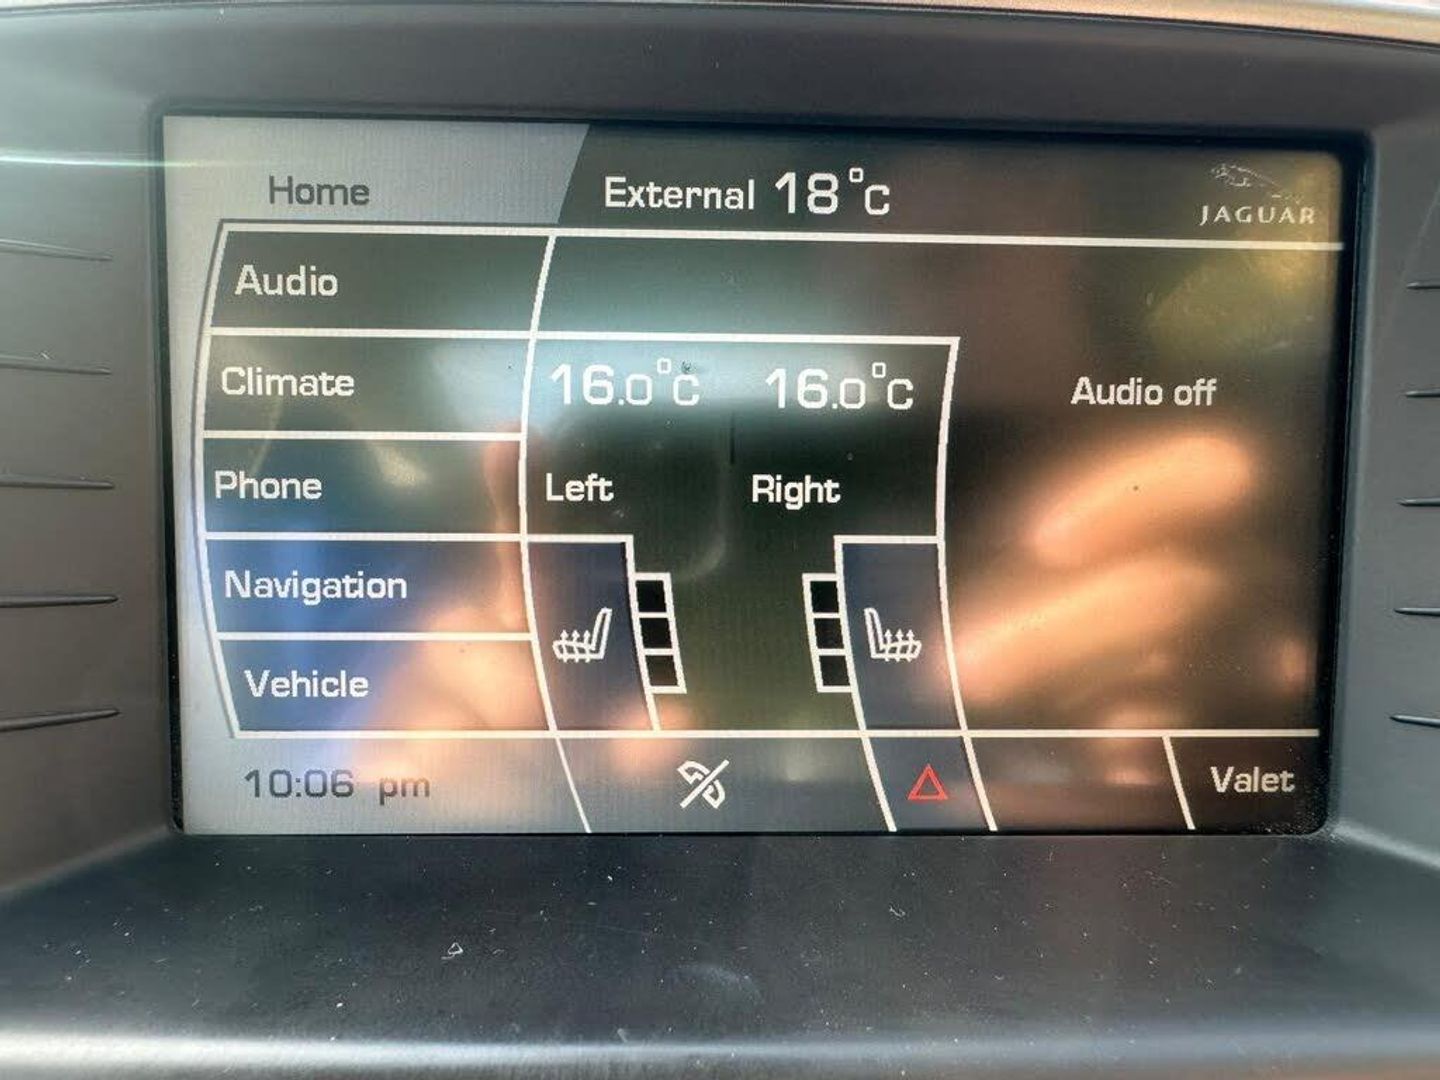 Home
External 18°C
JAGUAR
Audio
Climate
16.0°C
16.0°C
Audio off
Phone
Left
Right
Navigation
Vehicle
10:06 pm
Valet